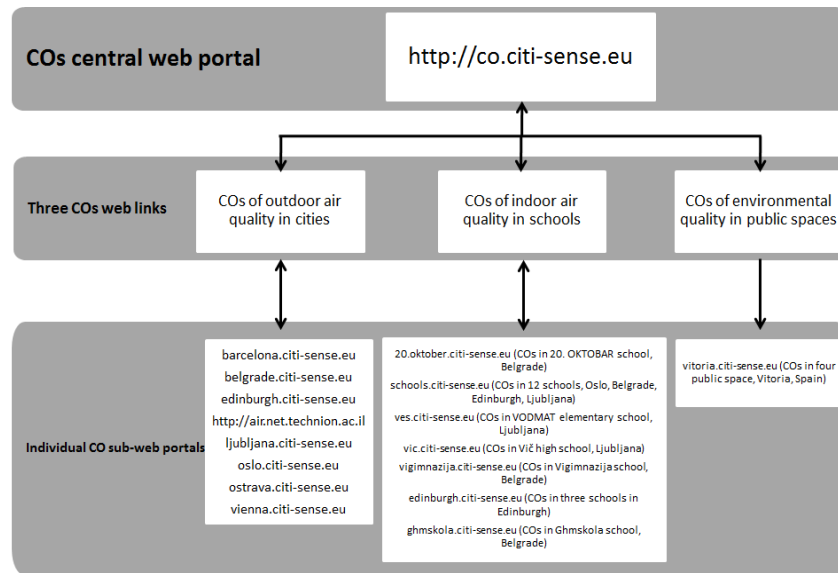 COs central web portal
http://co.citi-sense.eu
Three COs web links
COs of outdoor air
quality in cities
COs of indoor air
quality in schools
COs of environmental
quality in public spaces
Individual CO sub-web portals
barcelona.citi-sense.eu
belgrade.citi-sense.eu
edinburgh.citi-sense.eu
http://air.net.technion.ac.il
ljubljana.citi-sense.eu
oslo.citi-sense.eu
ostrava.citi-sense.eu
vienna.citi-sense.eu
20.oktober.citi-sense.eu (COs in 20. OKTOBAR school,
Belgrade)
schools.citi-sense.eu (COs in 12 schools, Oslo, Belgrade,
Edinburgh, Ljubljana)
ves.citi-sense.eu (COs in VODMAT elementary school,
Ljubljana)
vic.citi-sense.eu (COs in Vič high school, Ljubljana)
vigimnazija.citi-sense.eu (COs in Vigimnazija school,
Belgrade)
edinburgh.citi-sense.eu (COs in three schools in
Edinburgh)
ghmskola.citi-sense.eu (COs in Ghmskola school,
Belgrade)
vitoria.citi-sense.eu (COs in four
public space, Vitoria, Spain)